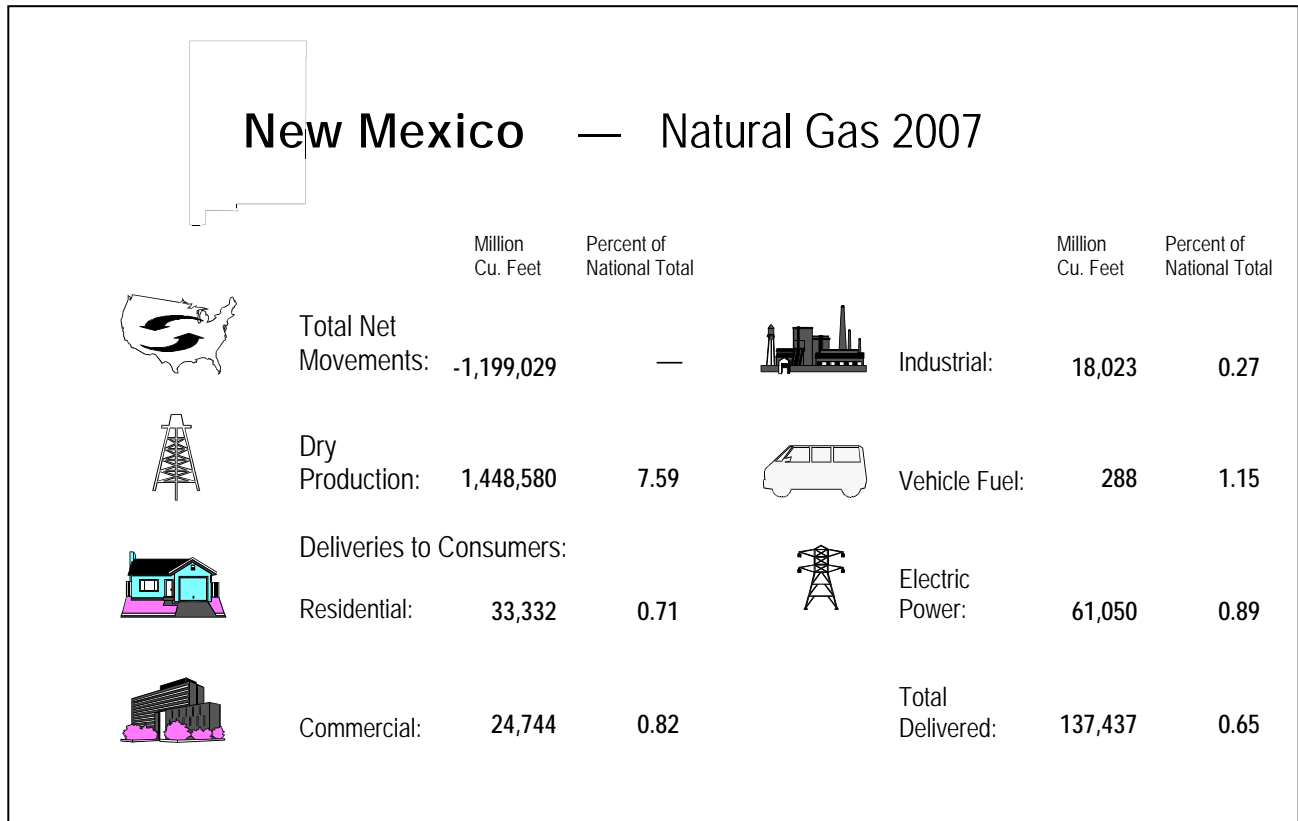 New Mexico — Natural Gas 2007
Million
Cu. Feet
Percent of
National Total
Million
Cu. Feet
Percent of
National Total
Total Net
Movements: -1,199,029 —
Industrial: 18,023 0.27
Dry
Production: 1,448,580 7.59
Vehicle Fuel: 288 1.15
Deliveries to Consumers:
Residential: 33,332 0.71
Electric
Power: 61,050 0.89
Commercial: 24,744 0.82
Total
Delivered: 137,437 0.65